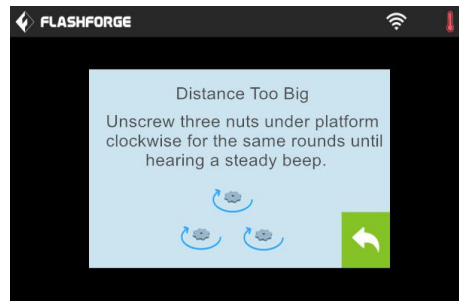 FLASHFORGE
Distance Too Big
Unscrew three nuts under platform
clockwise for the same rounds until
hearing a steady beep.